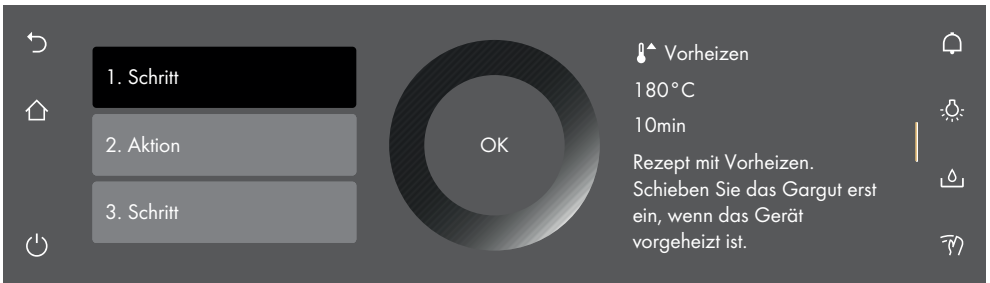 1. Schritt
2. Aktion
3. Schritt
OK
Vorheizen
180°C
10min
Rezept mit Vorheizen.
Schieben Sie das Gargut erst
ein, wenn das Gerät
vorgeheizt ist.